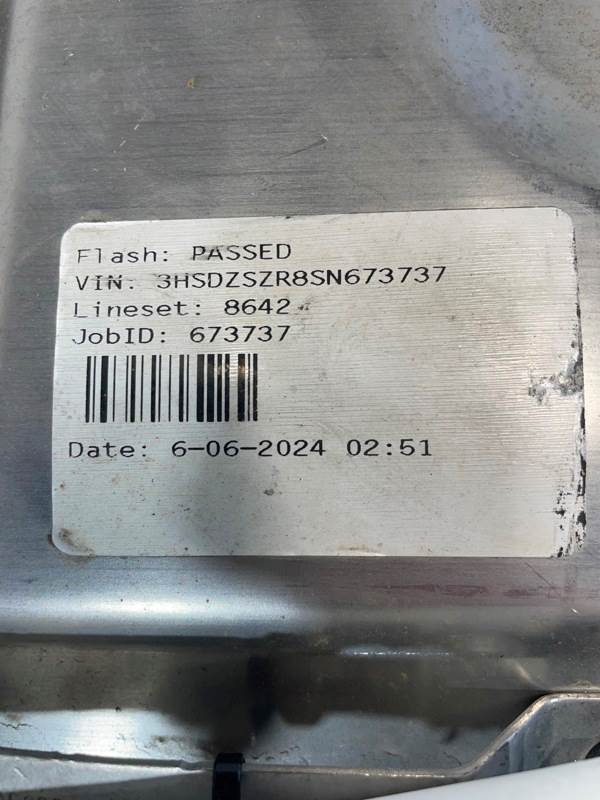 Flash: PASSED
VIN: 3HSDZSZR8SN673737
Lineset: 8642
JobID: 673737
Date: 6-06-2024 02:51